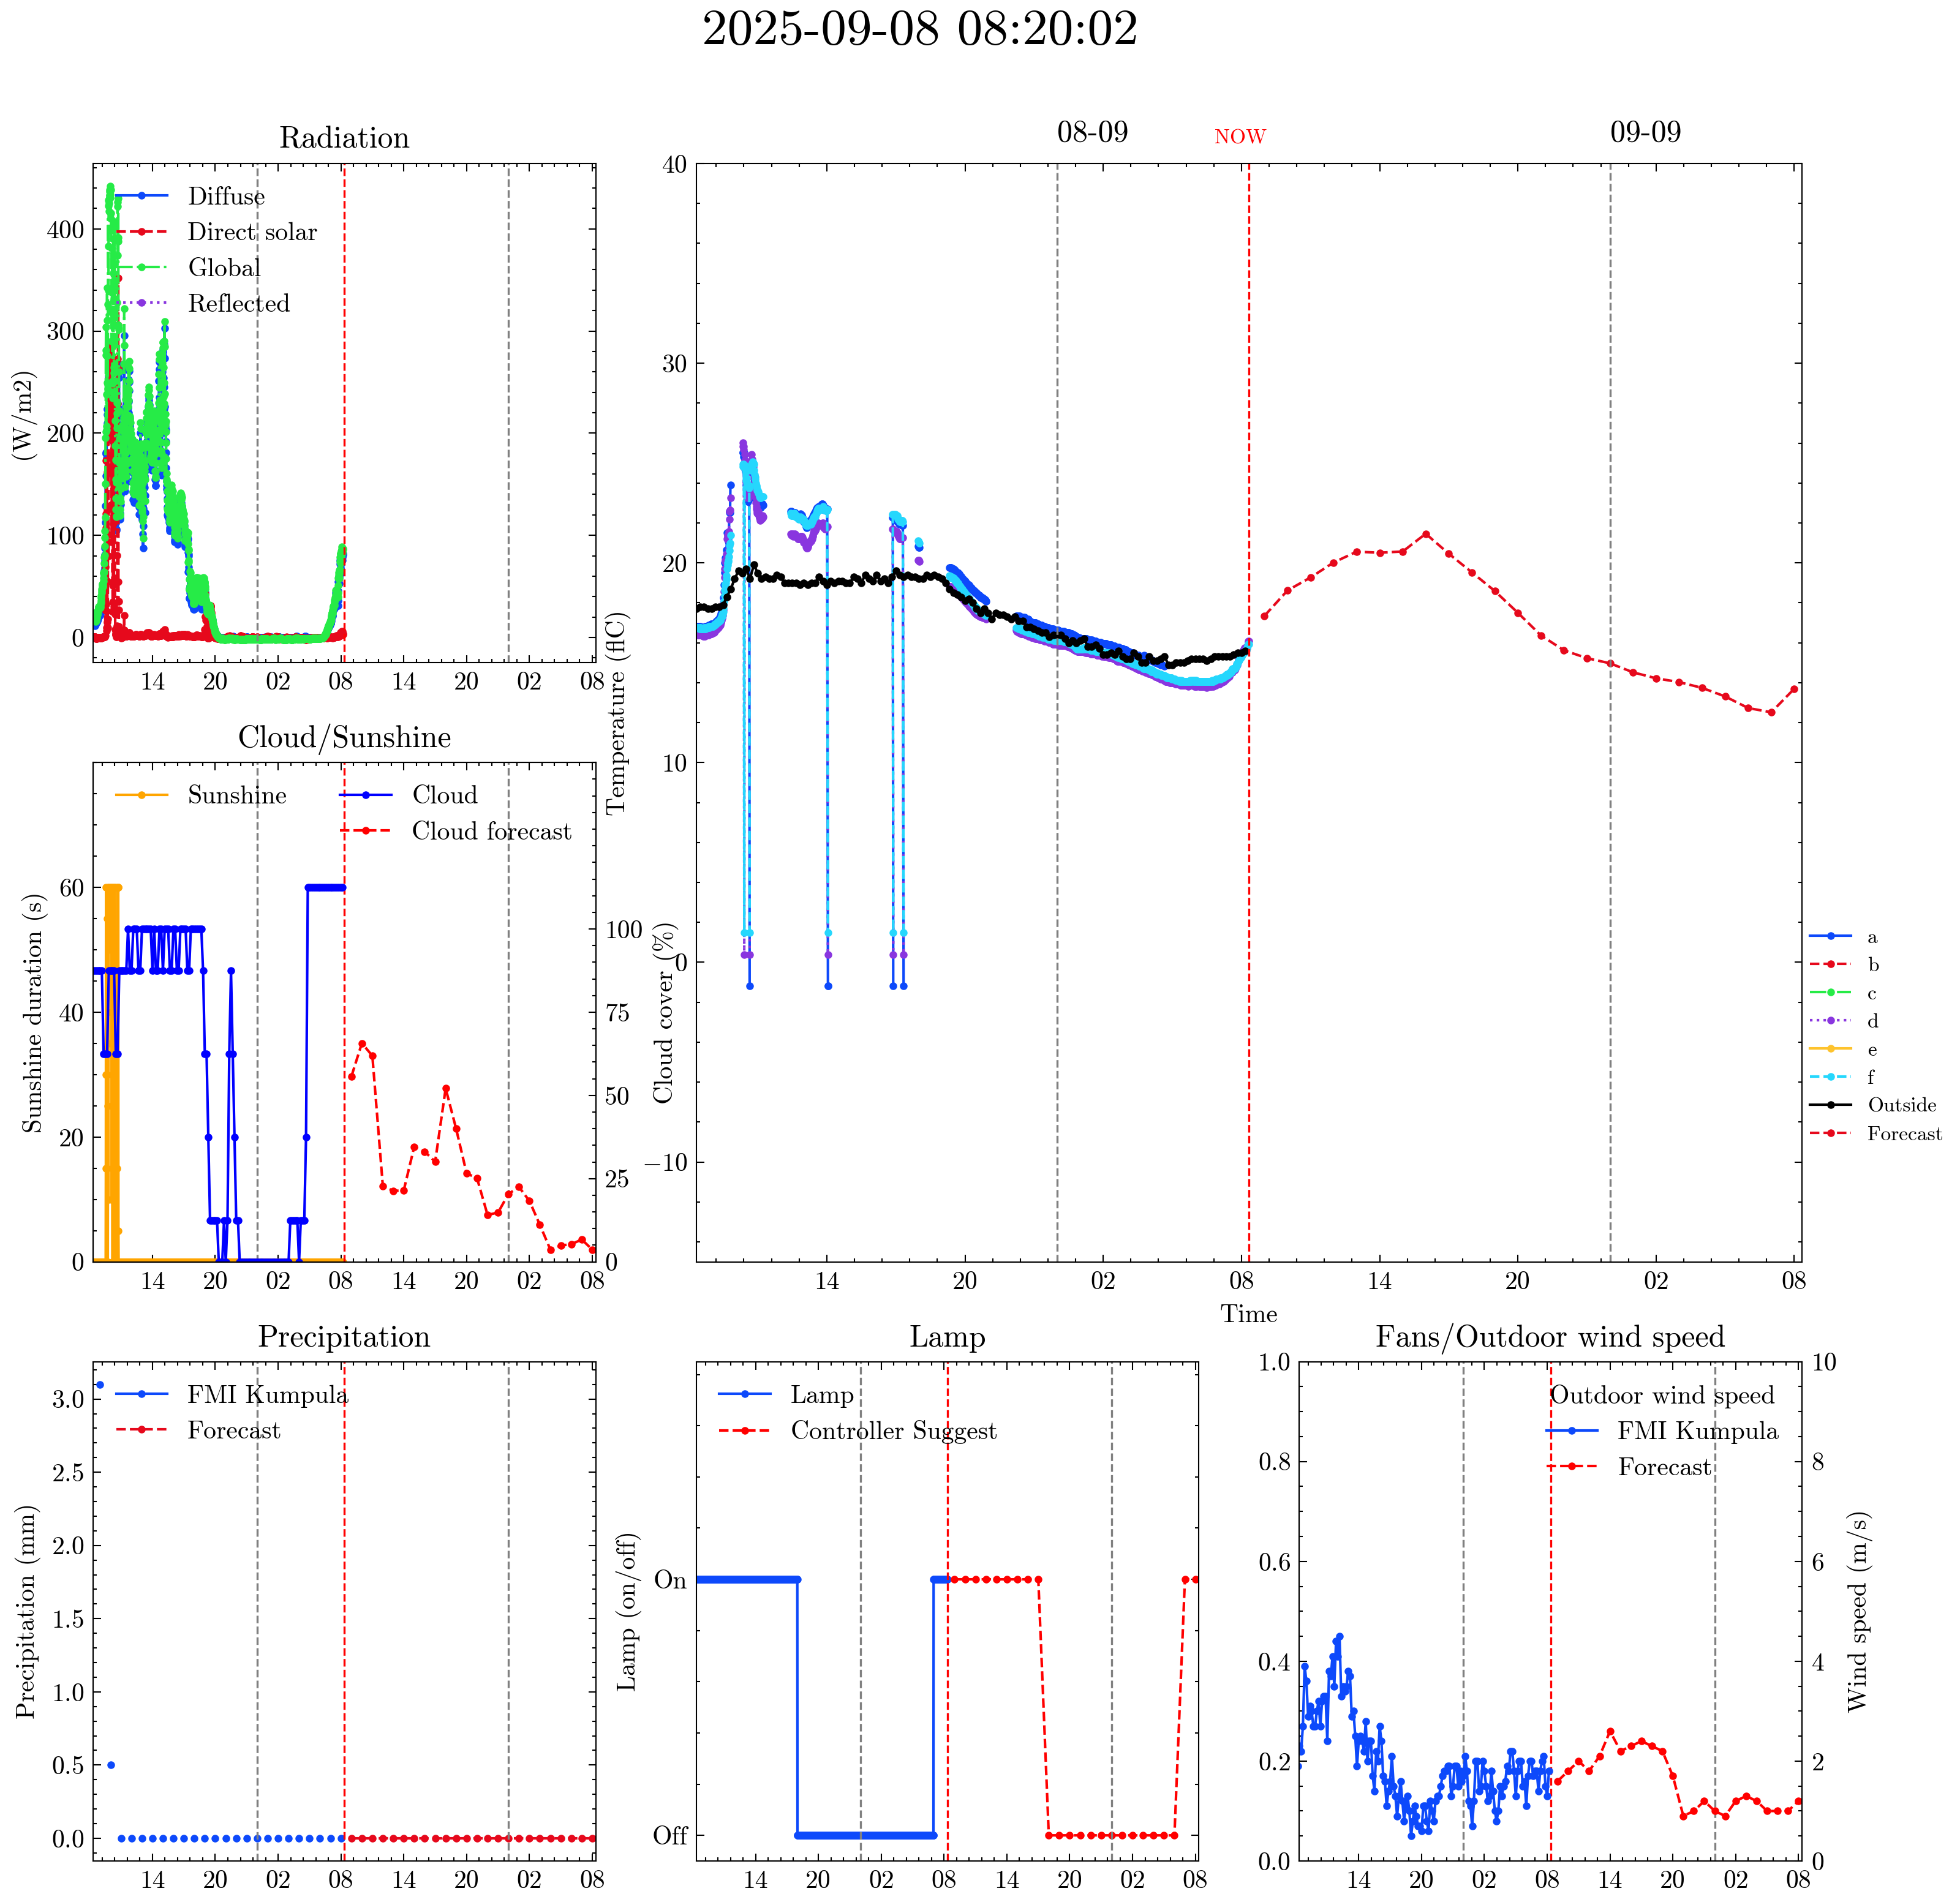 2025-09-08 08:20:02
Radiation
Diffuse
Direct solar
Global
Reflected
(W/m2)
400
300
200
100
0
14 20 02 08 14 20 02 08
08-09
NOW
09-09
Temperature (flC)
40
30
20
10
0
−10
14 20 02 08 14 20 02 08
Time
a
b
c
d
e
f
Outside
Forecast
Cloud/Sunshine
Sunshine
Cloud
Cloud forecast
Sunshine duration (s)
60
40
20
0
100
75
50
25
0
Cloud cover (%)
14 20 02 08 14 20 02 08
Precipitation
FMI Kumpula
Forecast
Precipitation (mm)
3.0
2.5
2.0
1.5
1.0
0.5
0.0
14 20 02 08 14 20 02 08
Lamp
Lamp
Controller Suggest
Lamp (on/off)
On
Off
14 20 02 08 14 20 02 08
Fans/Outdoor wind speed
Outdoor wind speed
FMI Kumpula
Forecast
1.0
0.8
0.6
0.4
0.2
0.0
10
8
6
4
2
0
Wind speed (m/s)
14 20 02 08 14 20 02 08